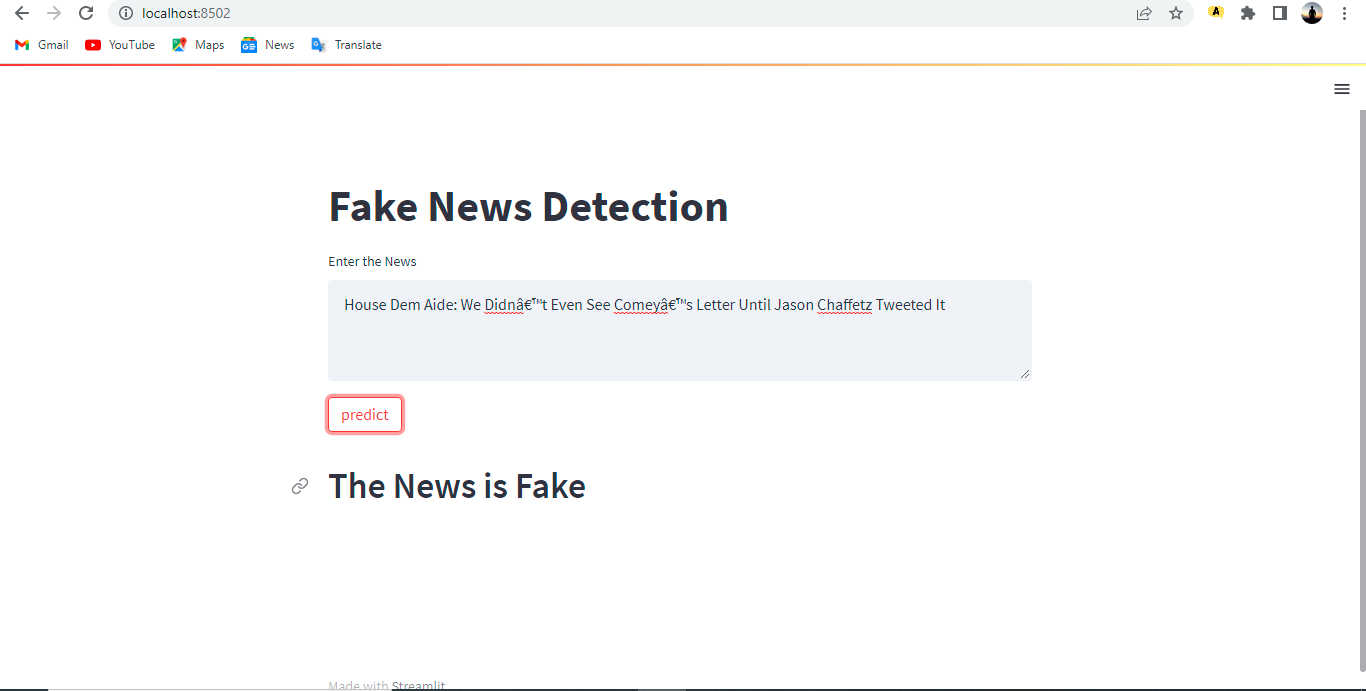 localhost:8502
Gmail YouTube Maps News Translate
Fake News Detection
Enter the News
House Dem Aide: We Didnâ€™t Even See Comeyâ€™s Letter Until Jason Chaffetz Tweeted It
predict
The News is Fake
Made with Streamlit